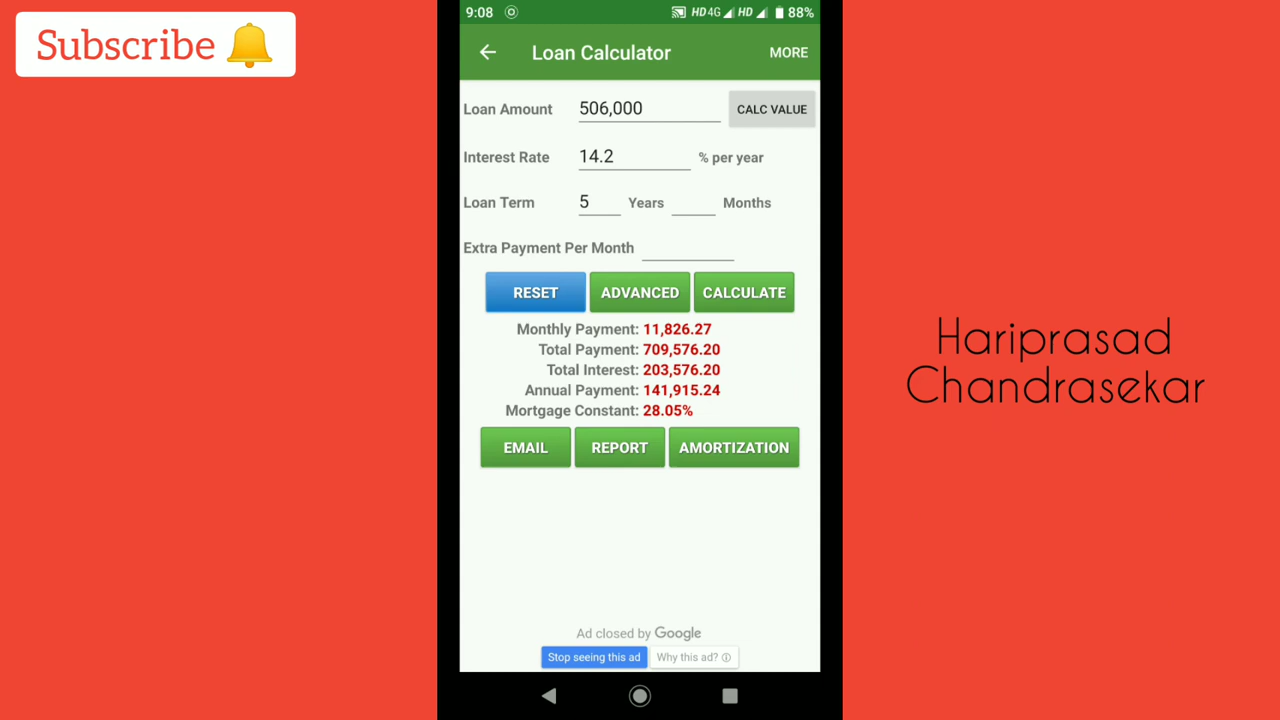 Subscribe
9:08 HD 4G HD 88%
Loan Calculator MORE
Loan Amount 506,000 CALC VALUE
Interest Rate 14.2 % per year
Loan Term 5 Years Months
Extra Payment Per Month
RESET ADVANCED CALCULATE
Monthly Payment: 11,826.27
Total Payment: 709,576.20
Total Interest: 203,576.20
Annual Payment: 141,915.24
Mortgage Constant: 28.05%
EMAIL REPORT AMORTIZATION
Ad closed by Google
Stop seeing this ad Why this ad?
Hariprasad
Chandrasekar